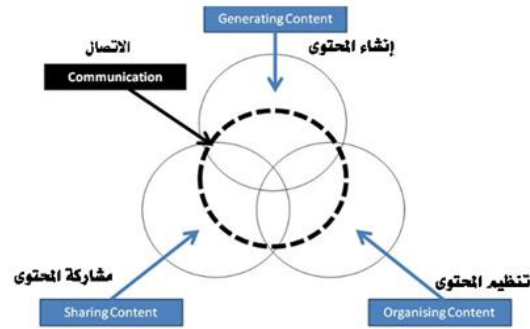 Generating Content
إنشاء المحتوى
الاتصال
Communication
مشاركة المحتوى
Sharing Content
تنظيم المحتوى
Organising Content